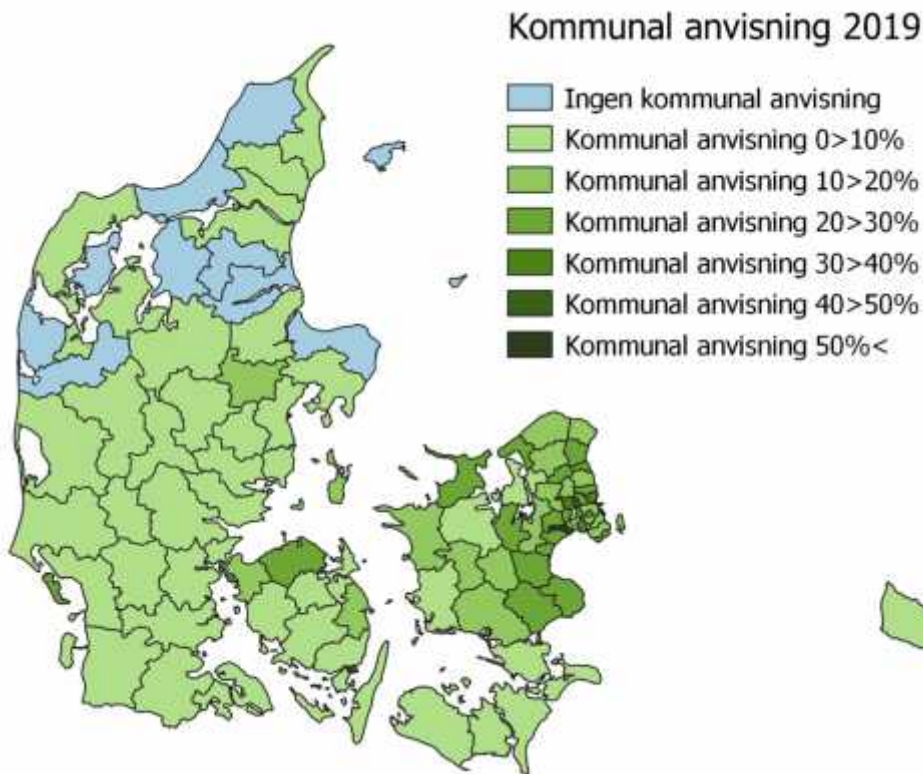 Kommunal anvisning 2019
Ingen kommunal anvisning
Kommunal anvisning 0>10%
Kommunal anvisning 10>20%
Kommunal anvisning 20>30%
Kommunal anvisning 30>40%
Kommunal anvisning 40>50%
Kommunal anvisning 50%<